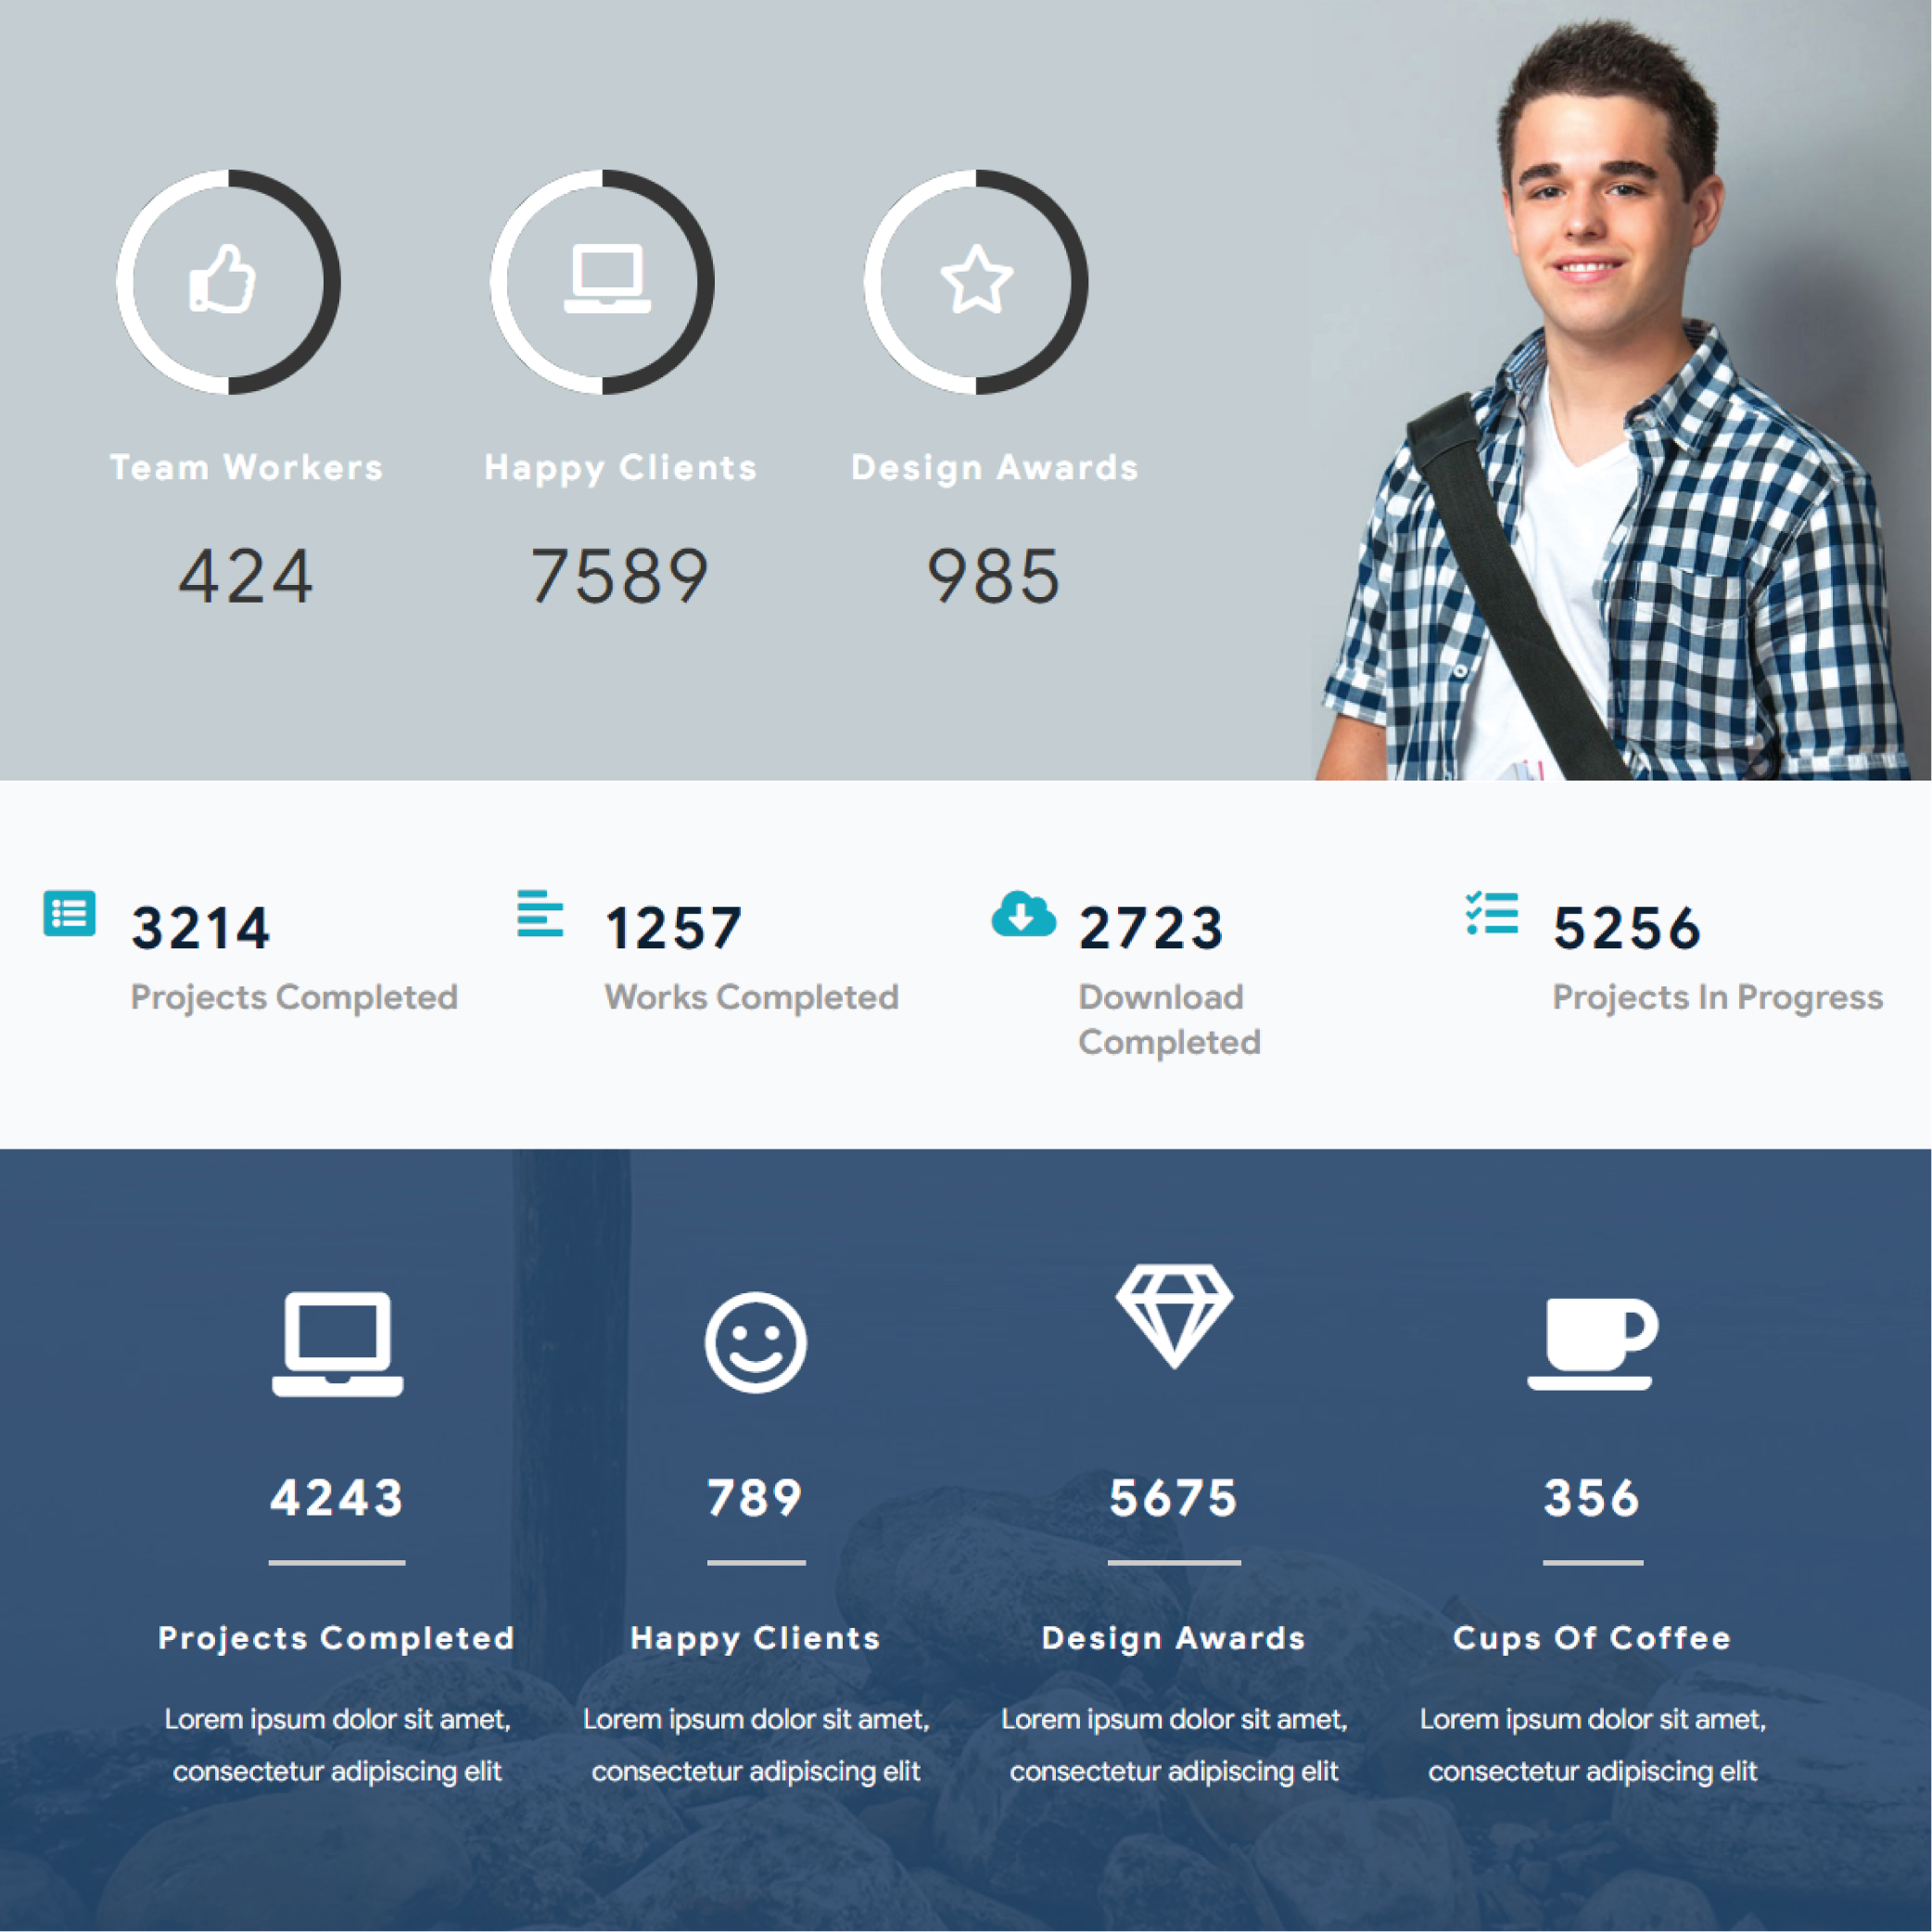 Team Workers Happy Clients Design Awards
424 7589 985
3214 1257 2723 5256
Projects Completed Works Completed Download Projects In Progress
Completed
4243 789 5675 356
Projects Completed Happy Clients Design Awards Cups Of Coffee
Lorem ipsum dolor sit amet, Lorem ipsum dolor sit amet, Lorem ipsum dolor sit amet, Lorem ipsum dolor sit amet,
consectetur adipiscing elit consectetur adipiscing elit consectetur adipiscing elit consectetur adipiscing elit